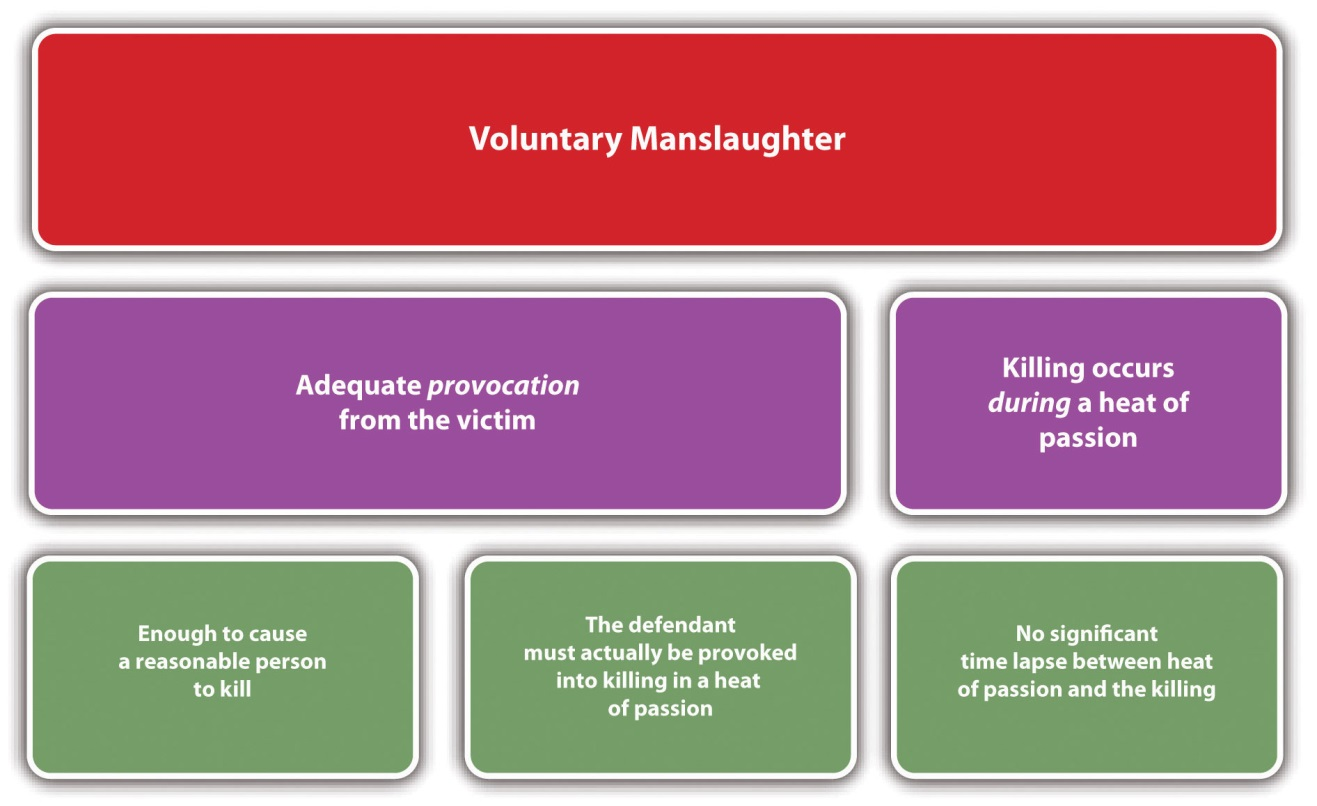 Voluntary Manslaughter
Adequate provocation
from the victim
Killing occurs
during a heat of
passion
Enough to cause
a reasonable person
to kill
The defendant
must actually be provoked
into killing in a heat
of passion
No significant
time lapse between heat
of passion and the killing